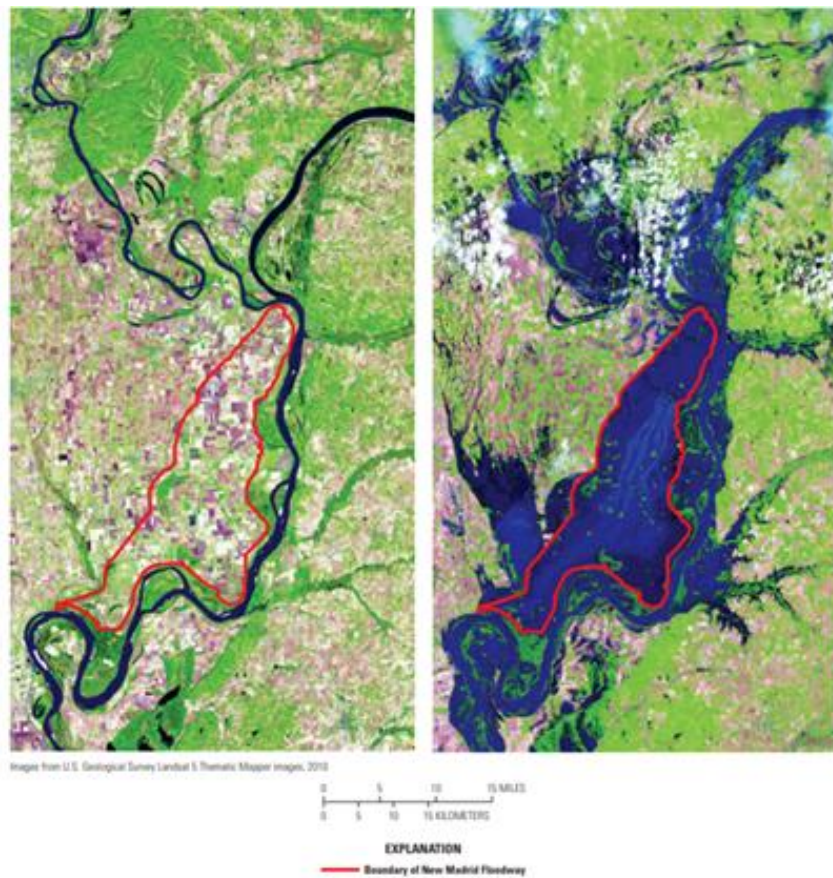 Images from U.S. Geological Survey Landsat 5 Thematic Mapper images, 2010
0 5 10 15 MILES
0 5 10 15 KILOMETERS
EXPLANATION
Boundary of New Madrid Floodway